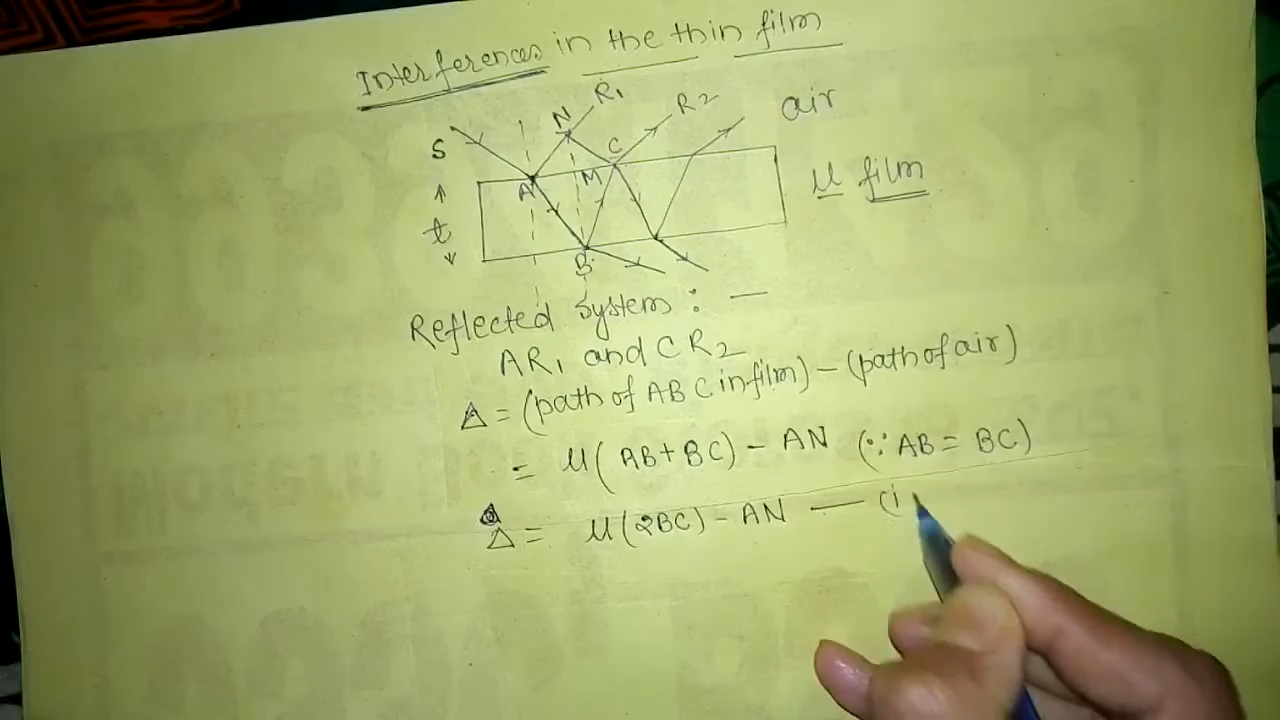 Interferences in the thin film
S
N
R1
C
R2
air
A
M
t
μ film
B
Reflected System : —
AR1 and CR2
Δ = (path of ABC in film) - (path of air)
= μ(AB+BC) - AN (∵ AB = BC)
Δ = μ(2BC) - AN — (i